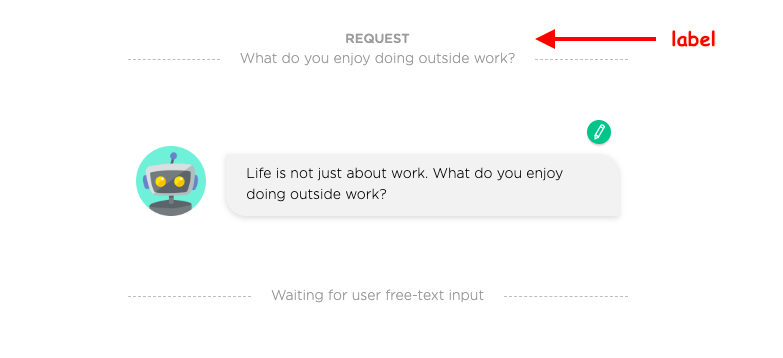 REQUEST
label
What do you enjoy doing outside work?
Life is not just about work. What do you enjoy
doing outside work?
Waiting for user free-text input